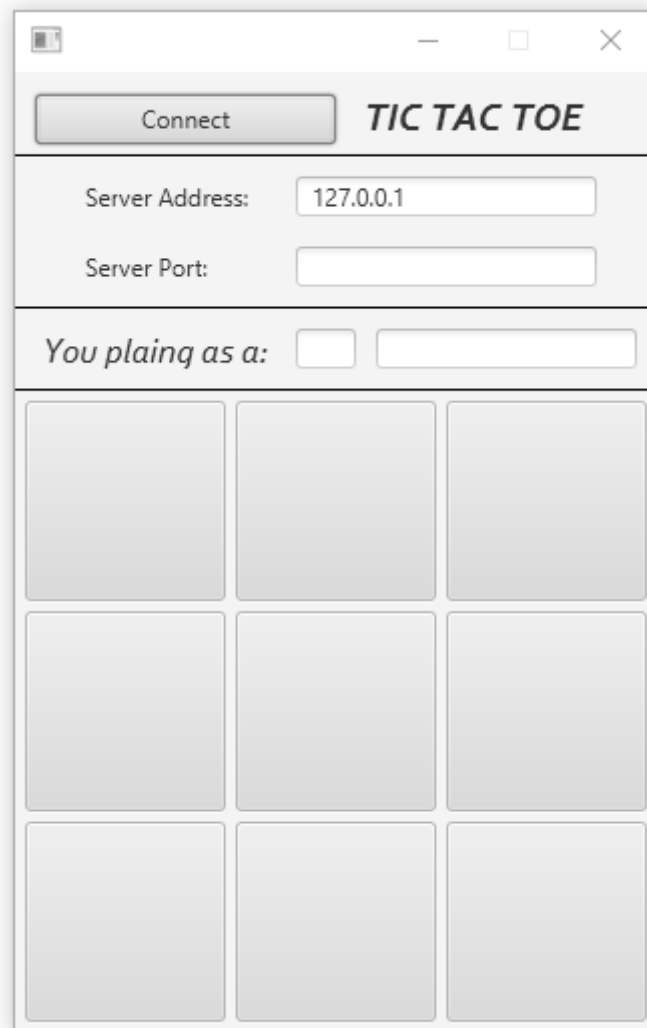 Connect TIC TAC TOE
Server Address: 127.0.0.1
Server Port:
You plaing as a: